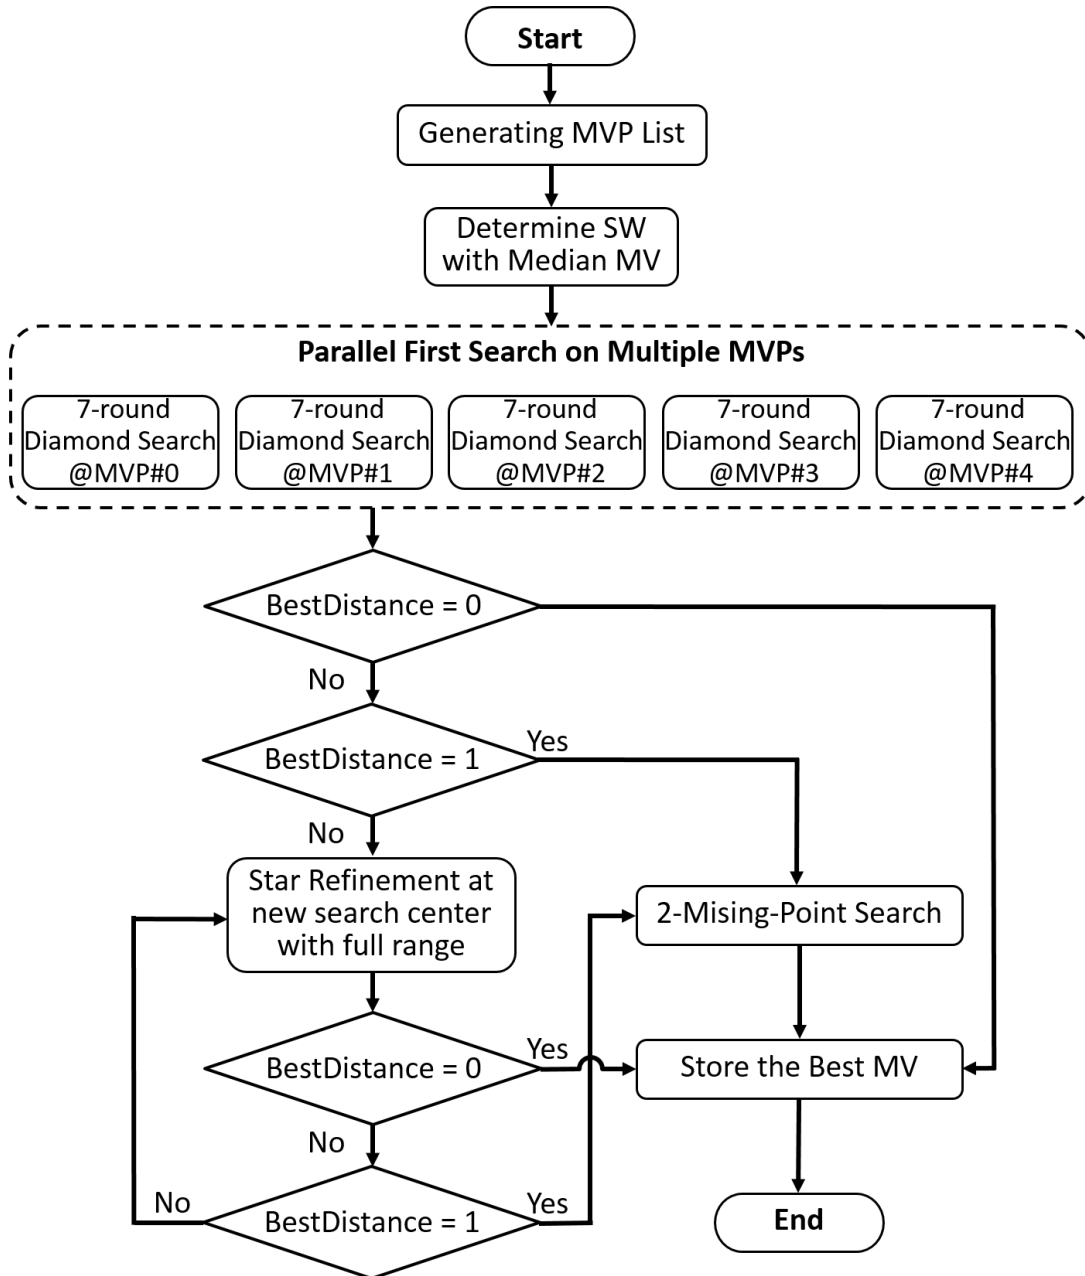 Start
Generating MVP List
Determine SW
with Median MV
Parallel First Search on Multiple MVPs
7-round
Diamond Search
@MVP#0
7-round
Diamond Search
@MVP#1
7-round
Diamond Search
@MVP#2
7-round
Diamond Search
@MVP#3
7-round
Diamond Search
@MVP#4
BestDistance = 0
No
BestDistance = 1
Yes
No
Star Refinement at
new search center
with full range
2-Mising-Point Search
BestDistance = 0
Yes
Store the Best MV
No
BestDistance = 1
No
Yes
End